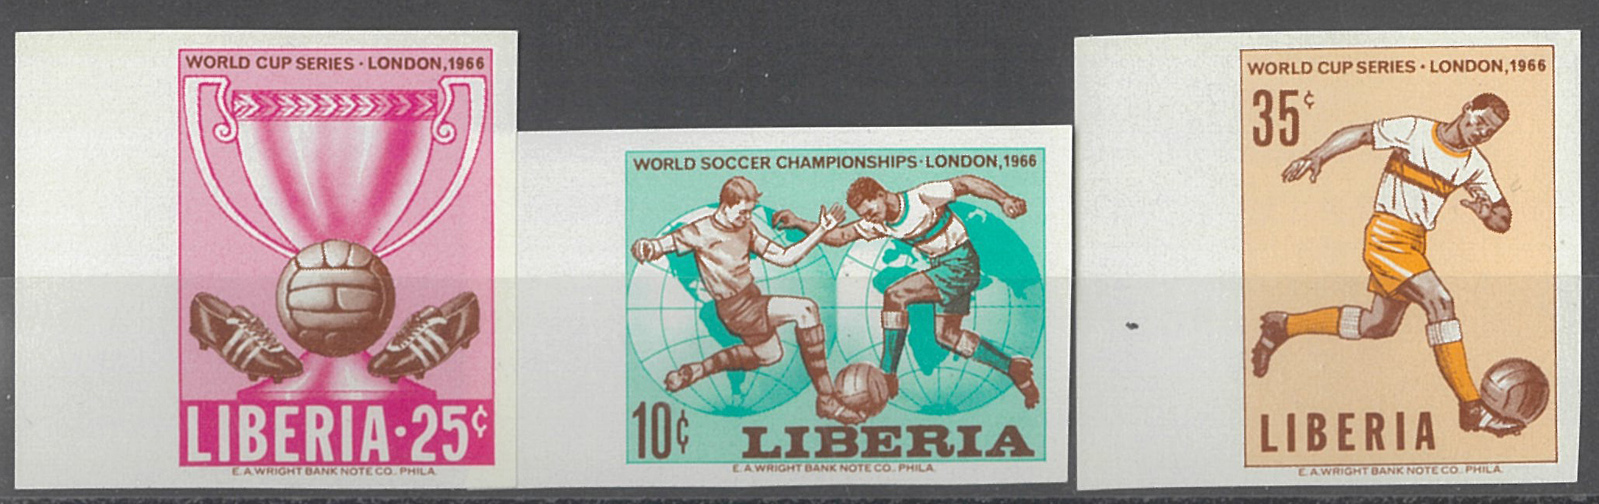 WORLD CUP SERIES · LONDON, 1966
LIBERIA · 25¢
E. A. WRIGHT BANK NOTE CO., PHILA.
WORLD SOCCER CHAMPIONSHIPS · LONDON, 1966
10¢ LIBERIA
E. A. WRIGHT BANK NOTE CO., PHILA.
WORLD CUP SERIES · LONDON, 1966
35¢
LIBERIA
E. A. WRIGHT BANK NOTE CO., PHILA.